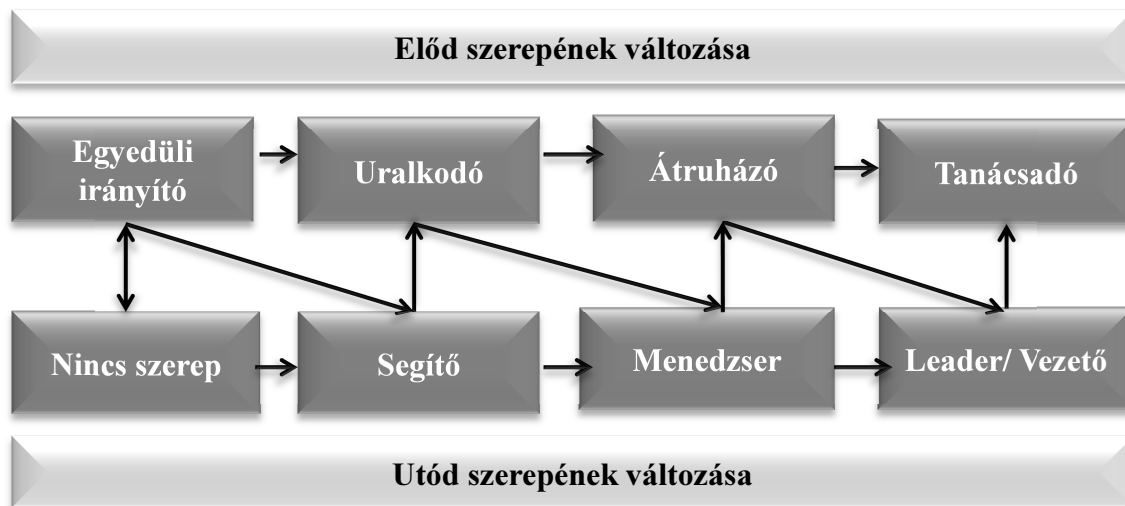 Előd szerepének változása
Egyedüli
irányító
Uralkodó
Átruházó
Tanácsadó
Nincs szerep
Segítő
Menedzser
Leader/ Vezető
Utód szerepének változása